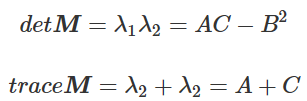 detM = λ₁λ₂ = AC − B²
traceM = λ₂ + λ₂ = A + C